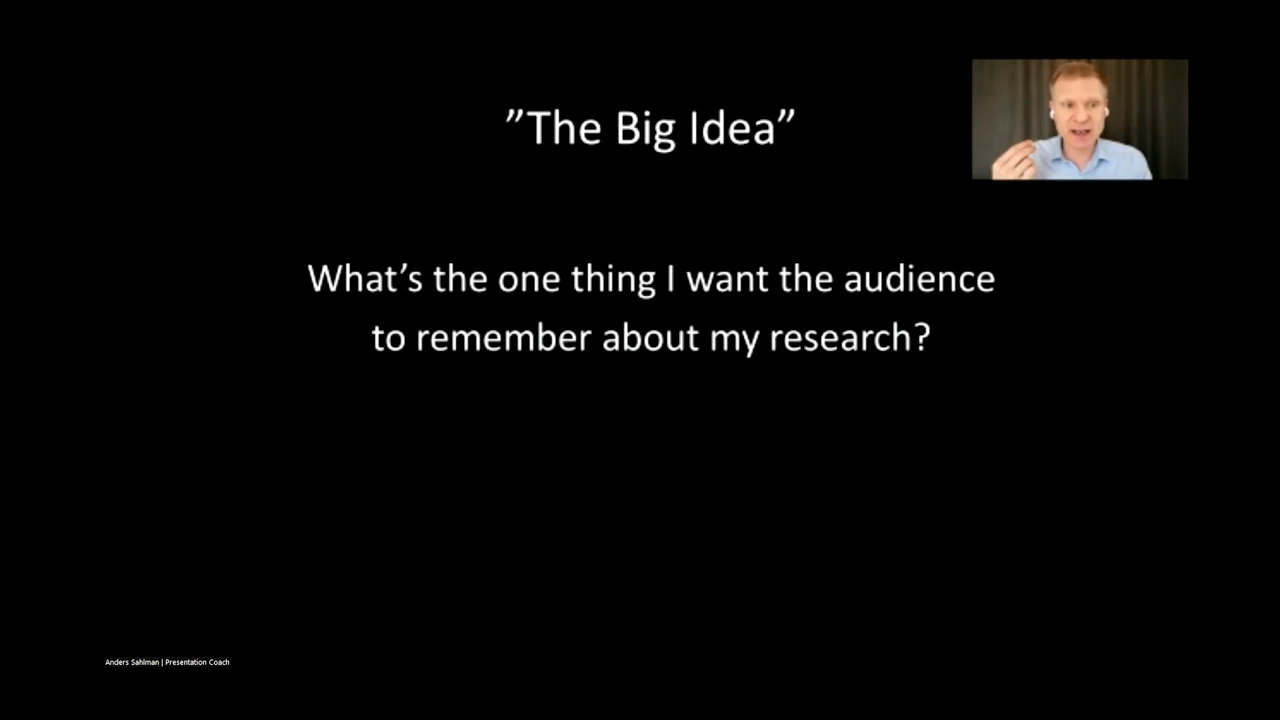 ”The Big Idea”
What’s the one thing I want the audience
to remember about my research?
Anders Sahlman | Presentation Coach